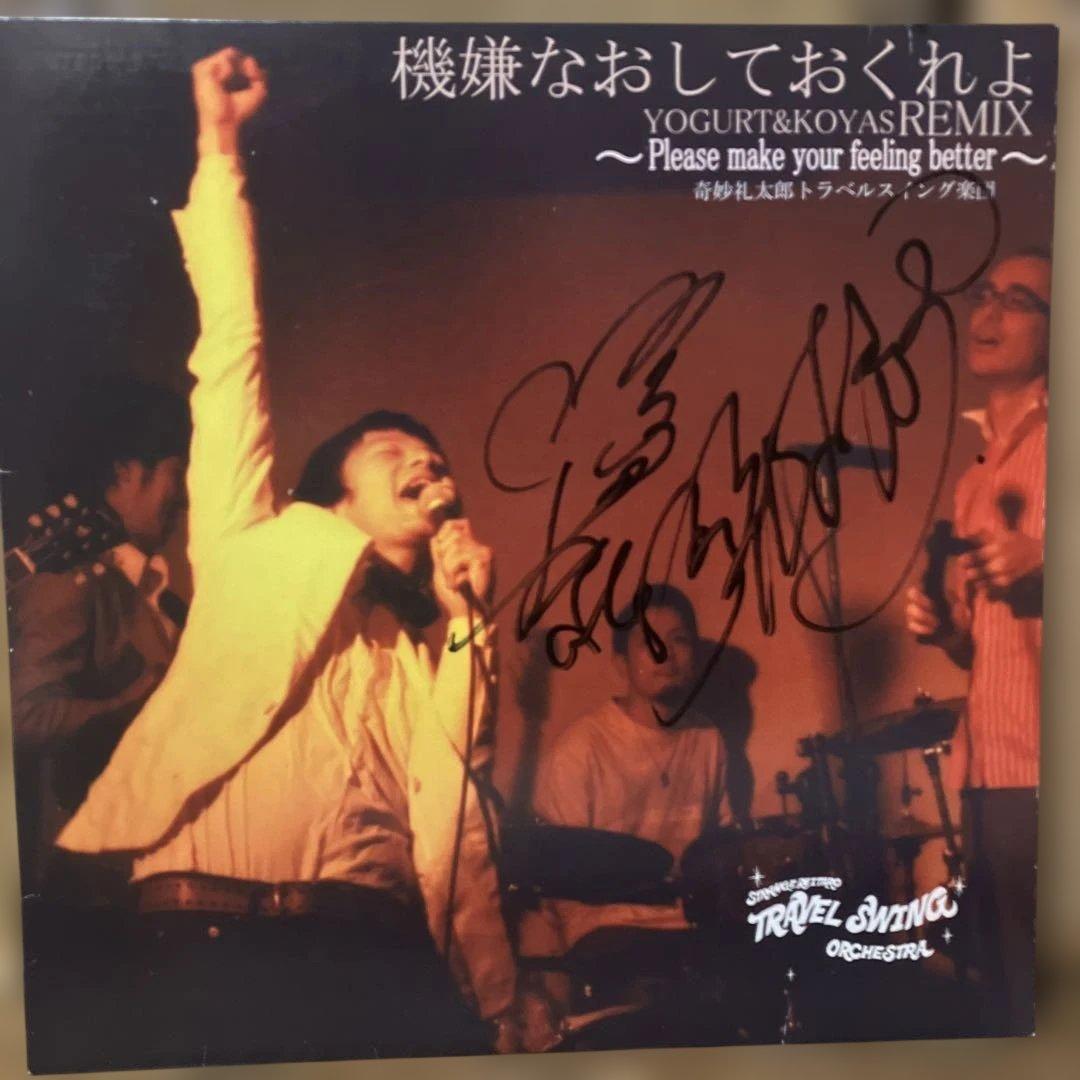 機嫌なおしておくれよ
YOGURT&KOYAS REMIX
～Please make your feeling better～
奇妙礼太郎トラベルスイング楽団
STRANGE REITARO
TRAVEL SWING
ORCHESTRA